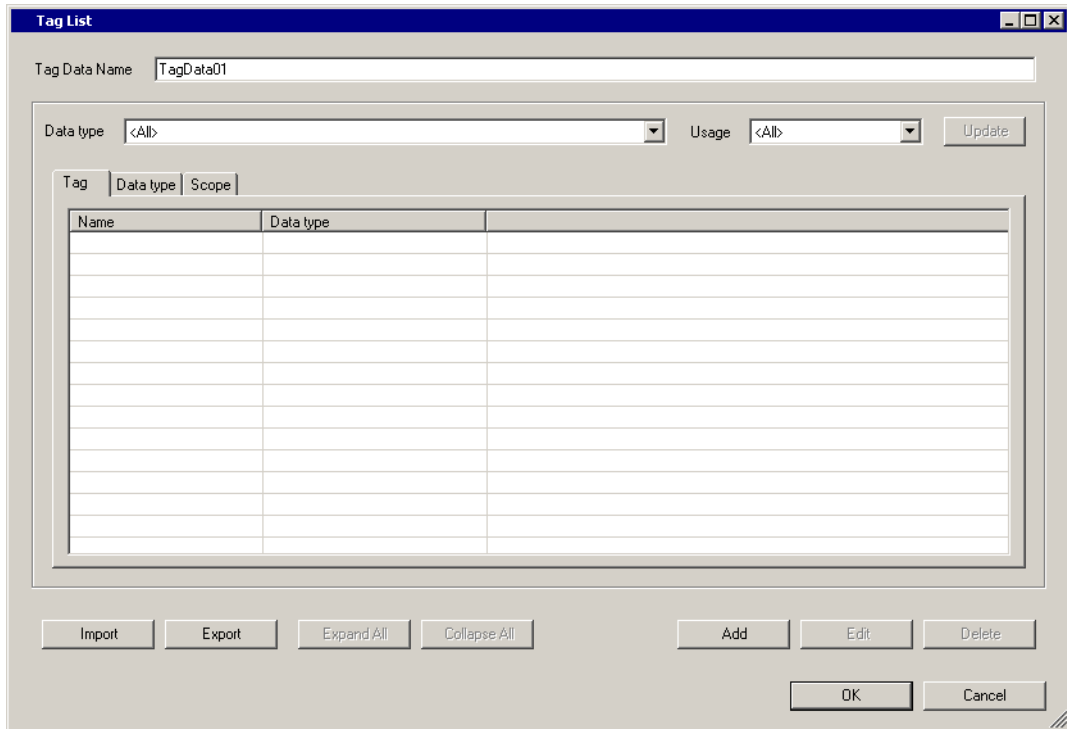 Tag List
Tag Data Name TagData01
Data type <All> Usage <All> Update
Tag Data type Scope
Name Data type
Import Export Expand All Collapse All Add Edit Delete
OK Cancel